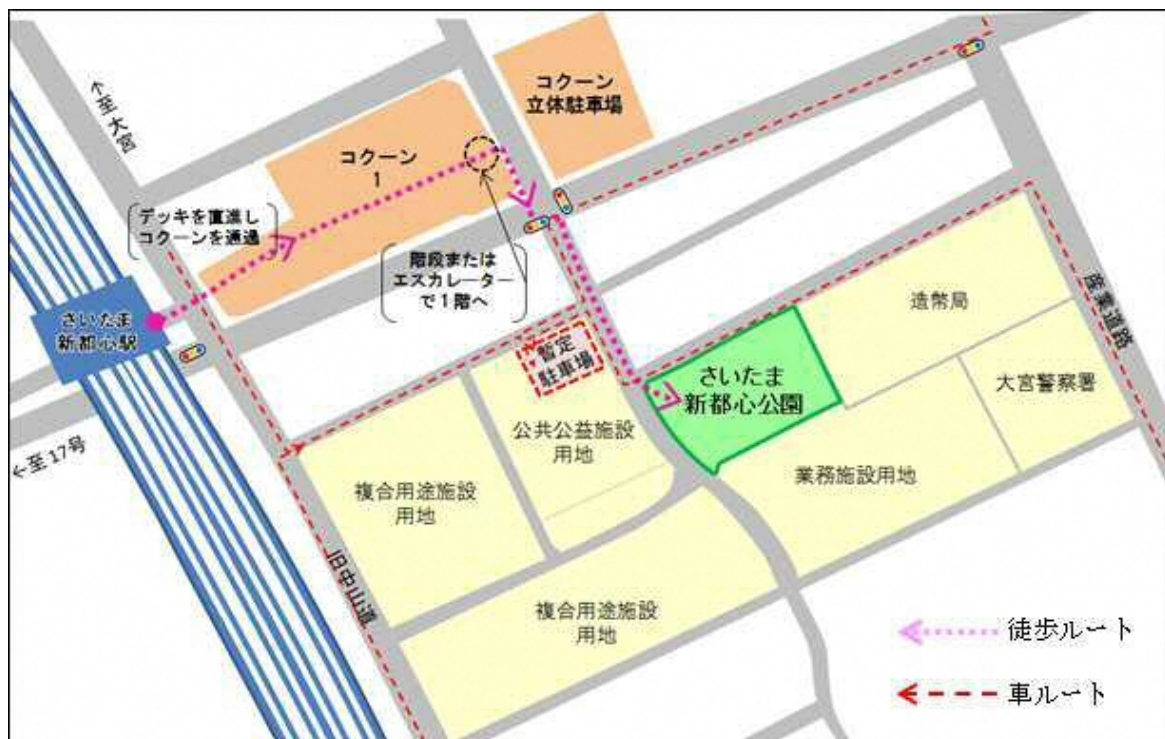 ↑至大宮
コクーン
立体駐車場
コクーン
1
デッキを直進し
コクーンを通過
階段または
エスカレーター
で1階へ
さいたま
新都心駅
造幣局
産業道路
暫定
駐車場
さいたま
新都心公園
大宮警察署
←至17号
公共公益施設
用地
複合用途施設
用地
業務施設用地
旧中山道
複合用途施設
用地
徒歩ルート
車ルート